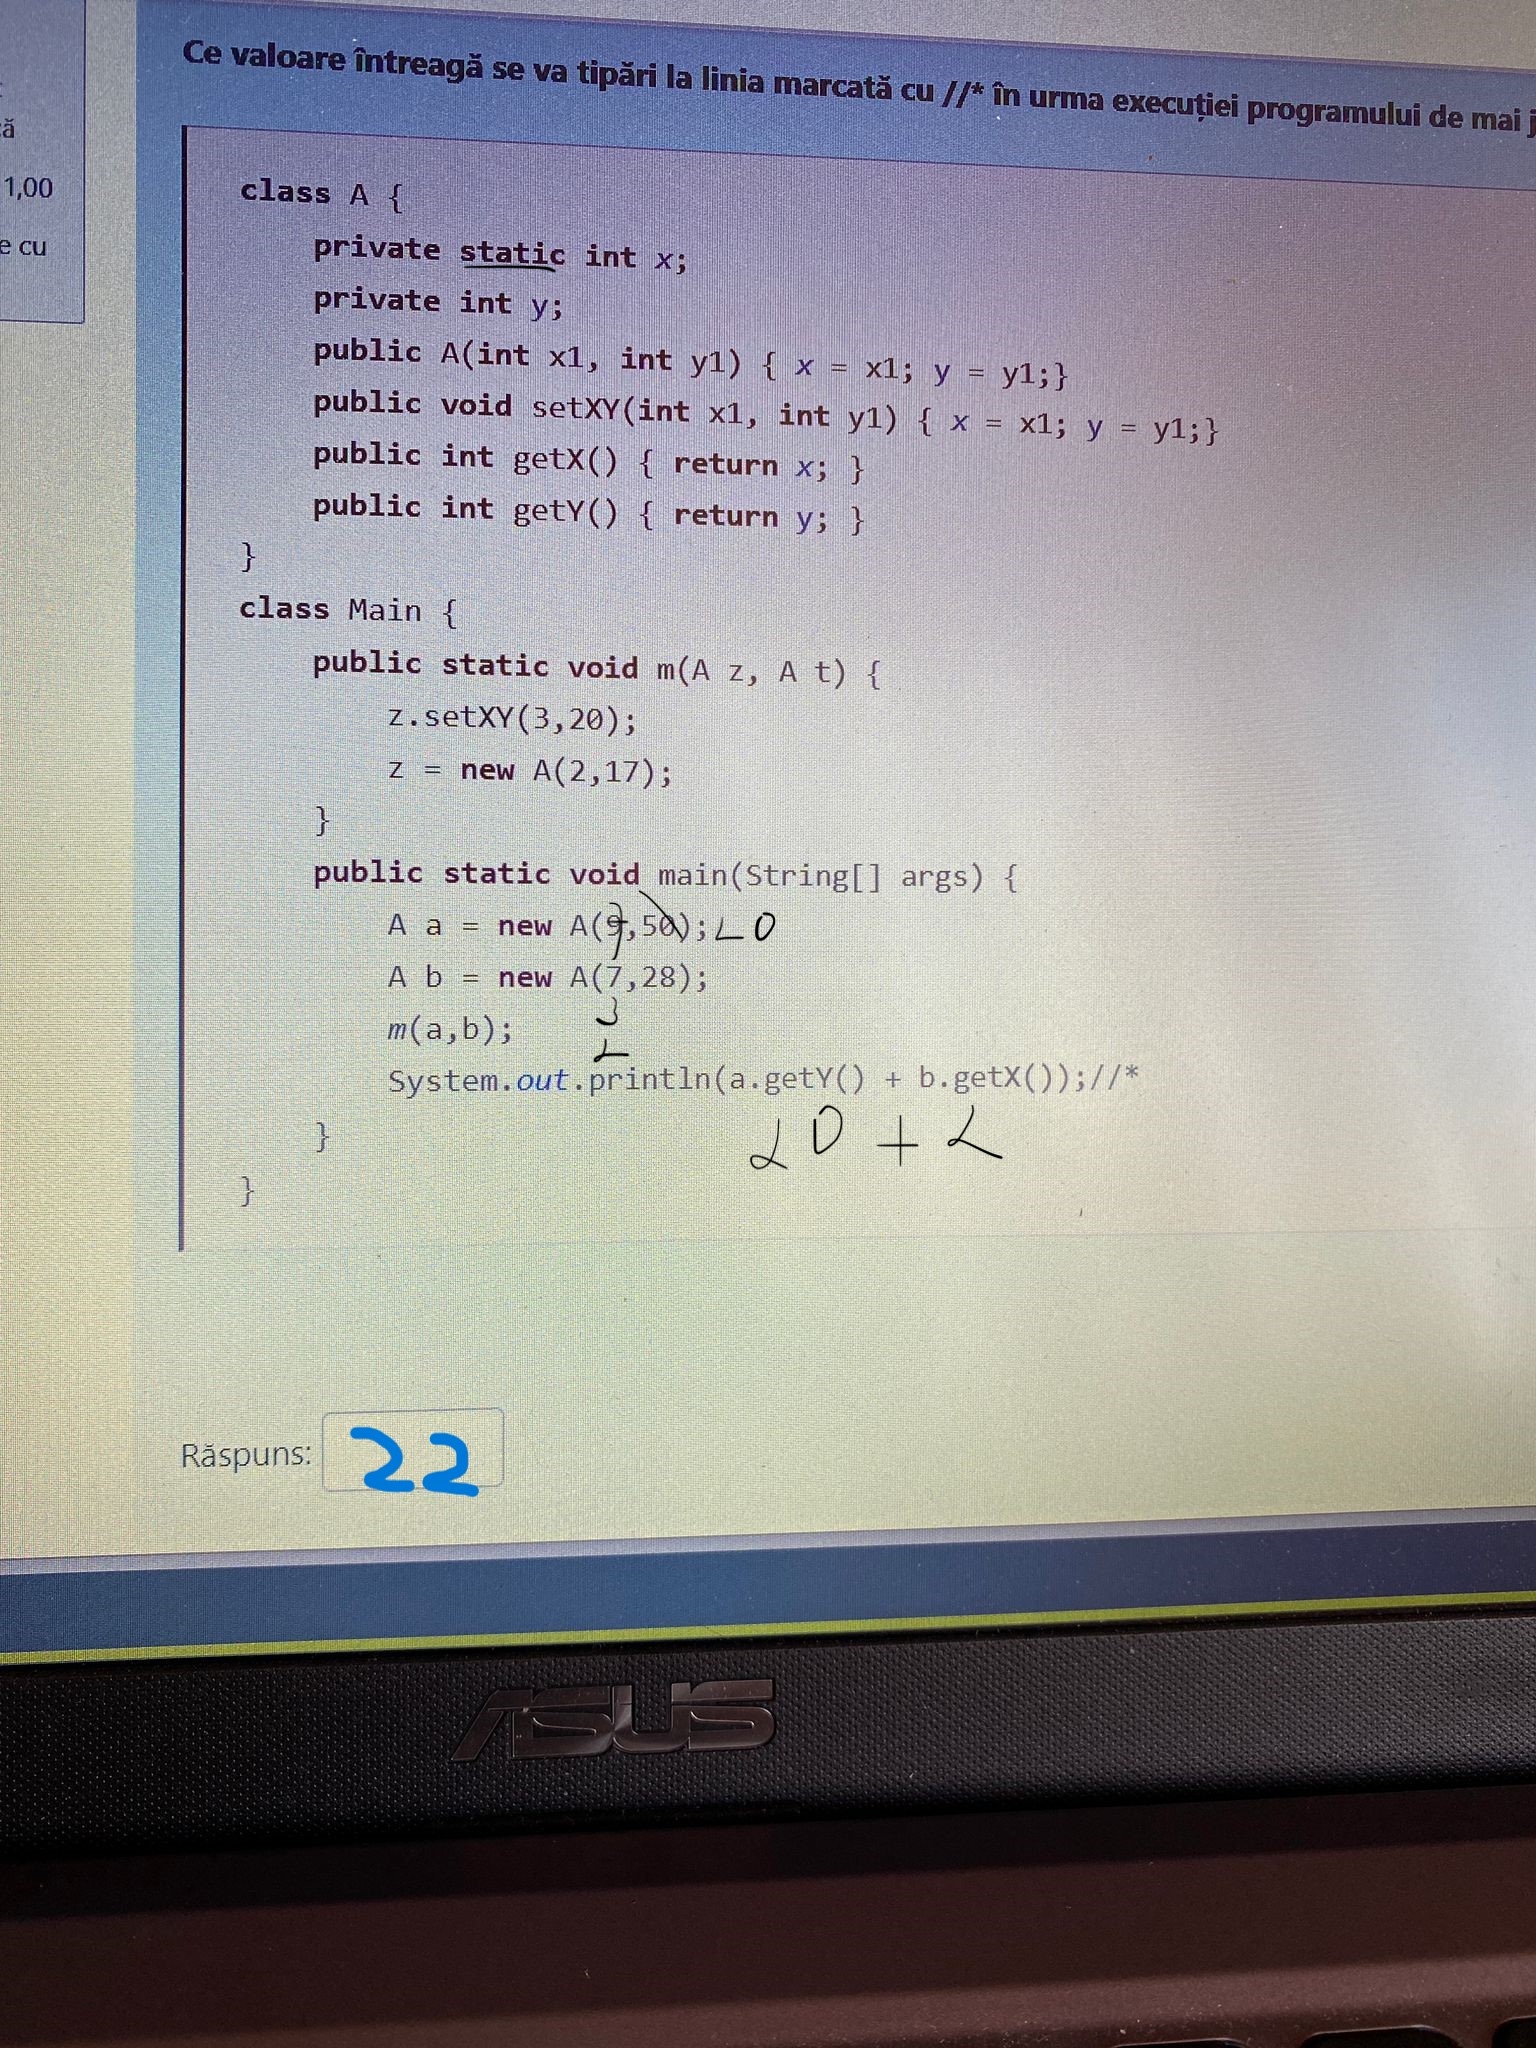 Ce valoare întreagă se va tipări la linia marcată cu //* în urma execuției programului de mai j
ă
1,00
e cu
class A {
private static int x;
private int y;
public A(int x1, int y1) { x = x1; y = y1;}
public void setXY(int x1, int y1) { x = x1; y = y1;}
public int getX() { return x; }
public int getY() { return y; }
}
class Main {
public static void m(A z, A t) {
z.setXY(3,20);
z = new A(2,17);
}
public static void main(String[] args) {
A a = new A(9,50); 20
A b = new A(7,28);
3
m(a,b);
2
System.out.println(a.getY() + b.getX());//*
20 + 2
}
}
Răspuns: 22
ASUS